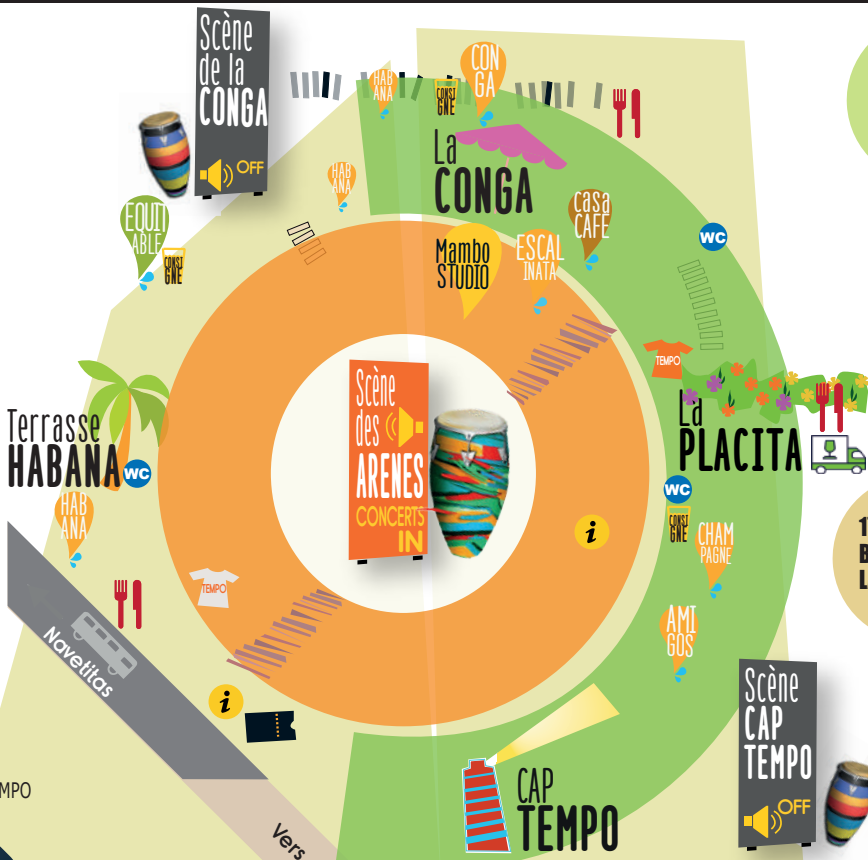 Scène
de la
CONGA
OFF
HAB
ANA
CONSI
GNE
CON
GA
La
CONGA
HAB
ANA
EQUIT
ABLE
CONSI
GNE
Casa
CAFE
Mambo
STUDIO
ESCAL
INATA
WC
TEMPO
La
PLACITA
Scène
des
ARENES
CONCERTS
IN
Terrasse
HABANA
WC
HAB
ANA
WC
CONSI
GNE
CHAM
PAGNE
i
1
B
L
TEMPO
AMI
GOS
Navetitas
i
Scène
CAP
TEMPO
OFF
MPO
CAP
TEMPO
Vers